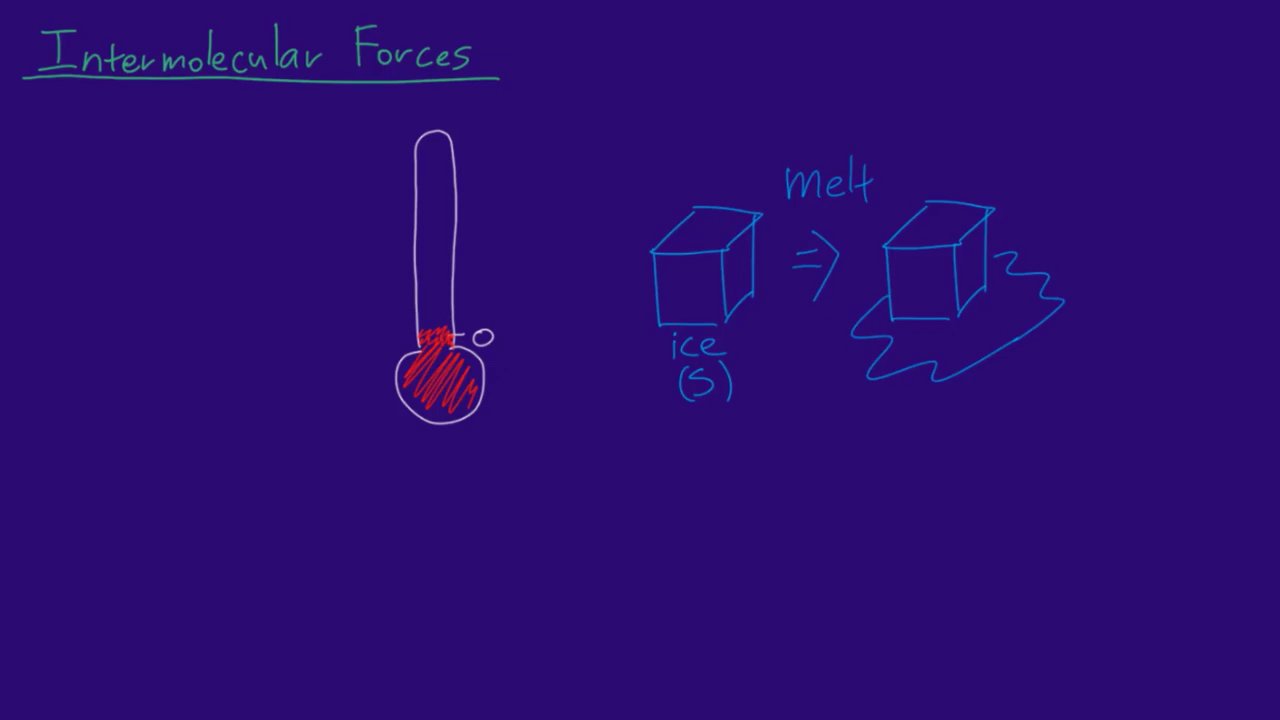 Intermolecular Forces
melt
⇒
0
ice
(s)